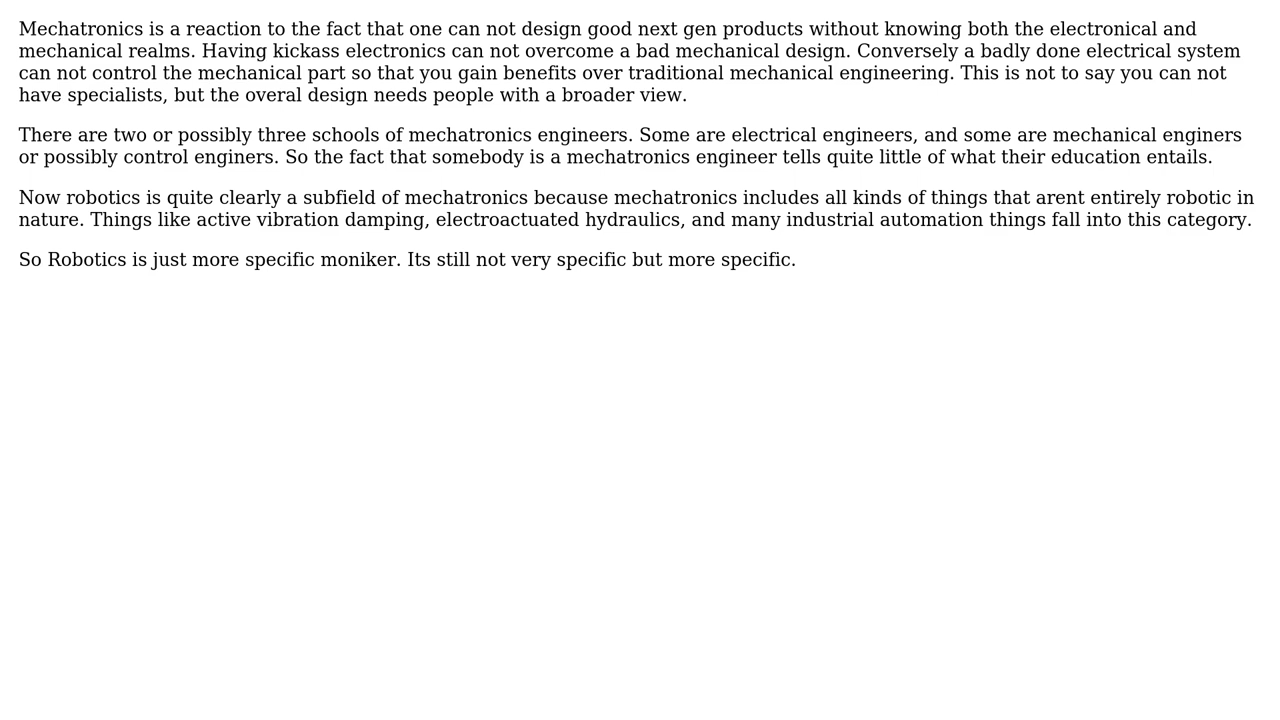 Mechatronics is a reaction to the fact that one can not design good next gen products without knowing both the electronical and
mechanical realms. Having kickass electronics can not overcome a bad mechanical design. Conversely a badly done electrical system
can not control the mechanical part so that you gain benefits over traditional mechanical engineering. This is not to say you can not
have specialists, but the overal design needs people with a broader view.
There are two or possibly three schools of mechatronics engineers. Some are electrical engineers, and some are mechanical enginers
or possibly control enginers. So the fact that somebody is a mechatronics engineer tells quite little of what their education entails.
Now robotics is quite clearly a subfield of mechatronics because mechatronics includes all kinds of things that arent entirely robotic in
nature. Things like active vibration damping, electroactuated hydraulics, and many industrial automation things fall into this category.
So Robotics is just more specific moniker. Its still not very specific but more specific.